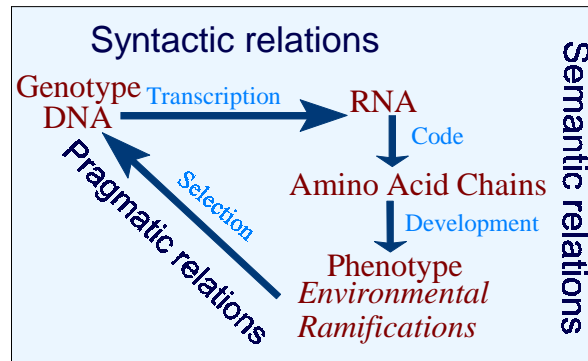 Syntactic relations
Genotype
DNA
Transcription
RNA
Code
Amino Acid Chains
Development
Phenotype
Environmental
Ramifications
Selection
Pragmatic relations
Semantic relations